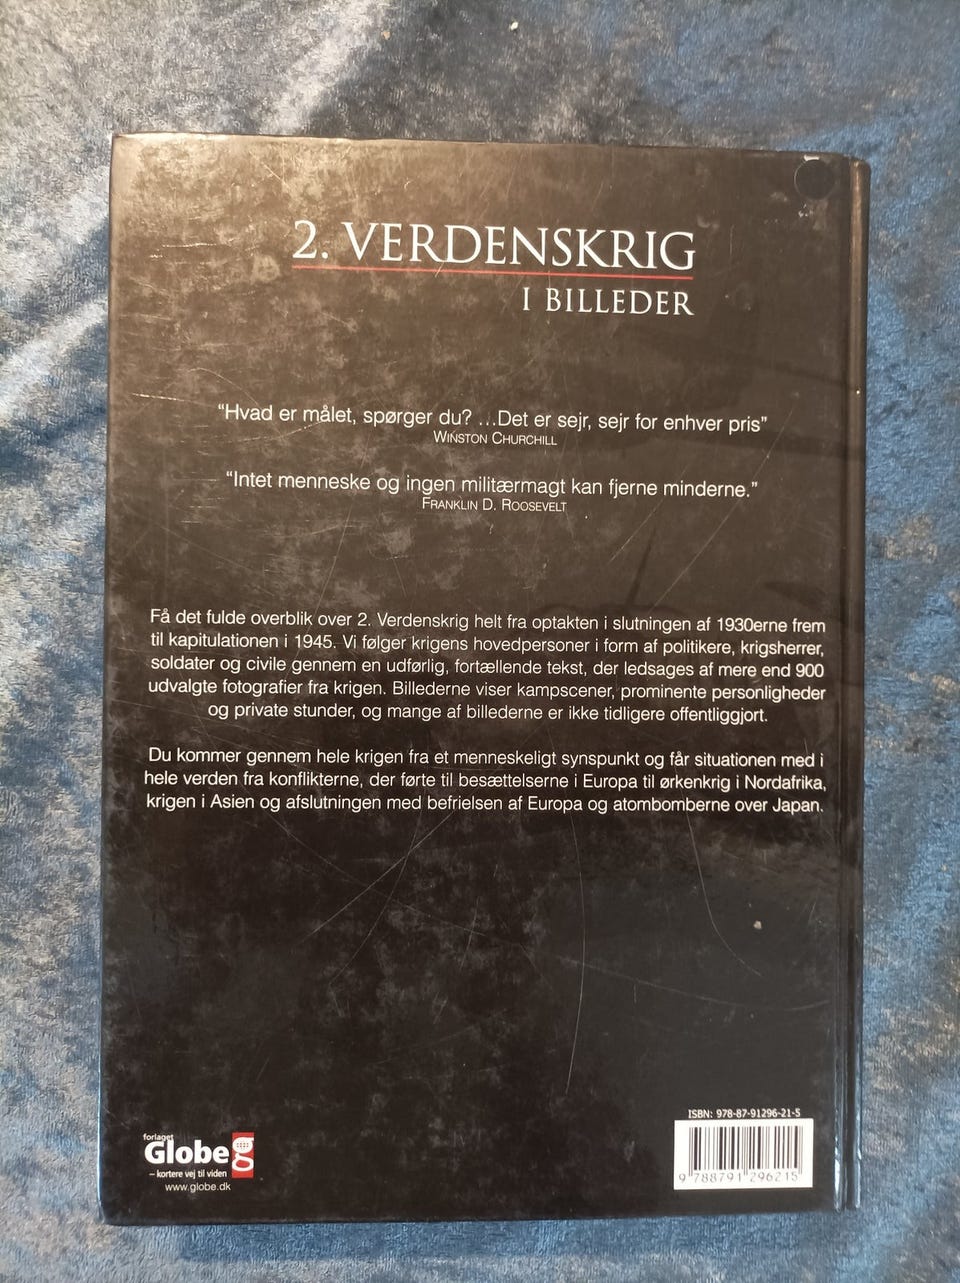 2. VERDENSKRIG
I BILLEDER
“Hvad er målet, spørger du? ...Det er sejr, sejr for enhver pris”
WINSTON CHURCHILL
“Intet menneske og ingen militærmagt kan fjerne minderne.”
FRANKLIN D. ROOSEVELT
Få det fulde overblik over 2. Verdenskrig helt fra optakten i slutningen af 1930erne frem
til kapitulationen i 1945. Vi følger krigens hovedpersoner i form af politikere, krigsherrer,
soldater og civile gennem en udførlig, fortællende tekst, der ledsages af mere end 900
udvalgte fotografier fra krigen. Billederne viser kampscener, prominente personligheder
og private stunder, og mange af billederne er ikke tidligere offentliggjort.
Du kommer gennem hele krigen fra et menneskeligt synspunkt og får situationen med i
hele verden fra konflikterne, der førte til besættelserne i Europa til ørkenkrig i Nordafrika,
krigen i Asien og afslutningen med befrielsen af Europa og atombomberne over Japan.
forlaget
Globe g
– kortere vej til viden
www.globe.dk
ISBN: 978-87-91296-21-5
9 788791 296215